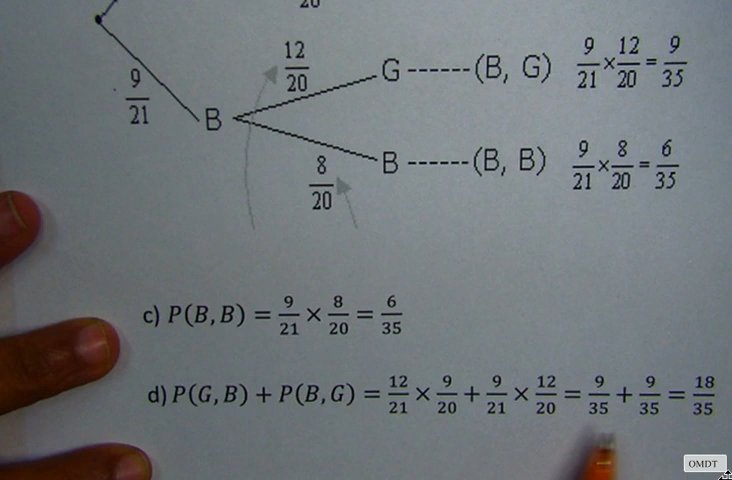 20
12/20
G ------ (B, G) 9/21 × 12/20 = 9/35
9/21
B
B ------ (B, B) 9/21 × 8/20 = 6/35
8/20
c) P(B, B) = 9/21 × 8/20 = 6/35
d) P(G, B) + P(B, G) = 12/21 × 9/20 + 9/21 × 12/20 = 9/35 + 9/35 = 18/35
OMDT